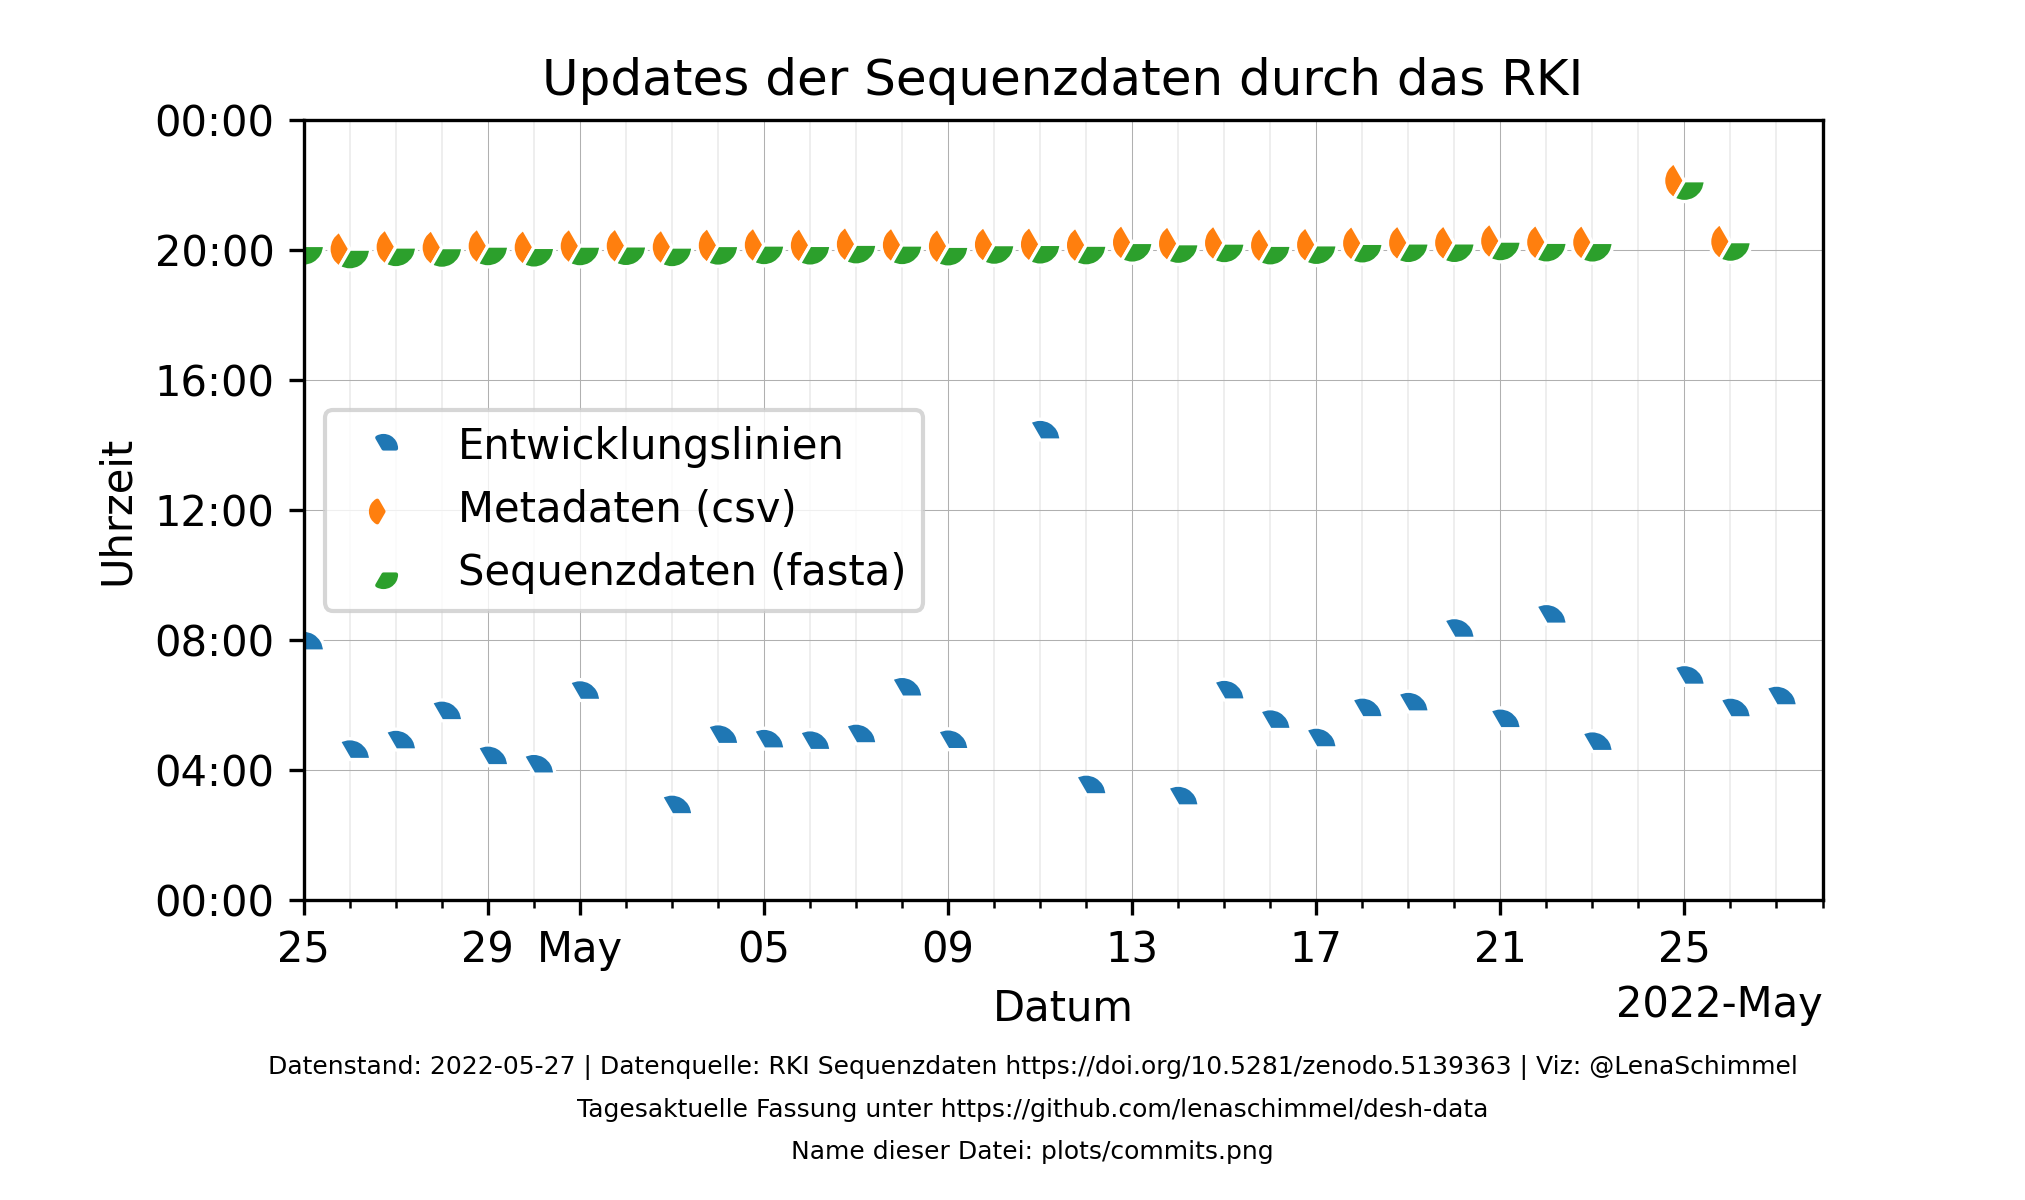 Updates der Sequenzdaten durch das RKI
00:00
20:00
16:00
12:00
08:00
04:00
00:00
Uhrzeit
Entwicklungslinien
Metadaten (csv)
Sequenzdaten (fasta)
25 29 May 05 09 13 17 21 25
Datum
2022-May
Datenstand: 2022-05-27 | Datenquelle: RKI Sequenzdaten https://doi.org/10.5281/zenodo.5139363 | Viz: @LenaSchimmel
Tagesaktuelle Fassung unter https://github.com/lenaschimmel/desh-data
Name dieser Datei: plots/commits.png